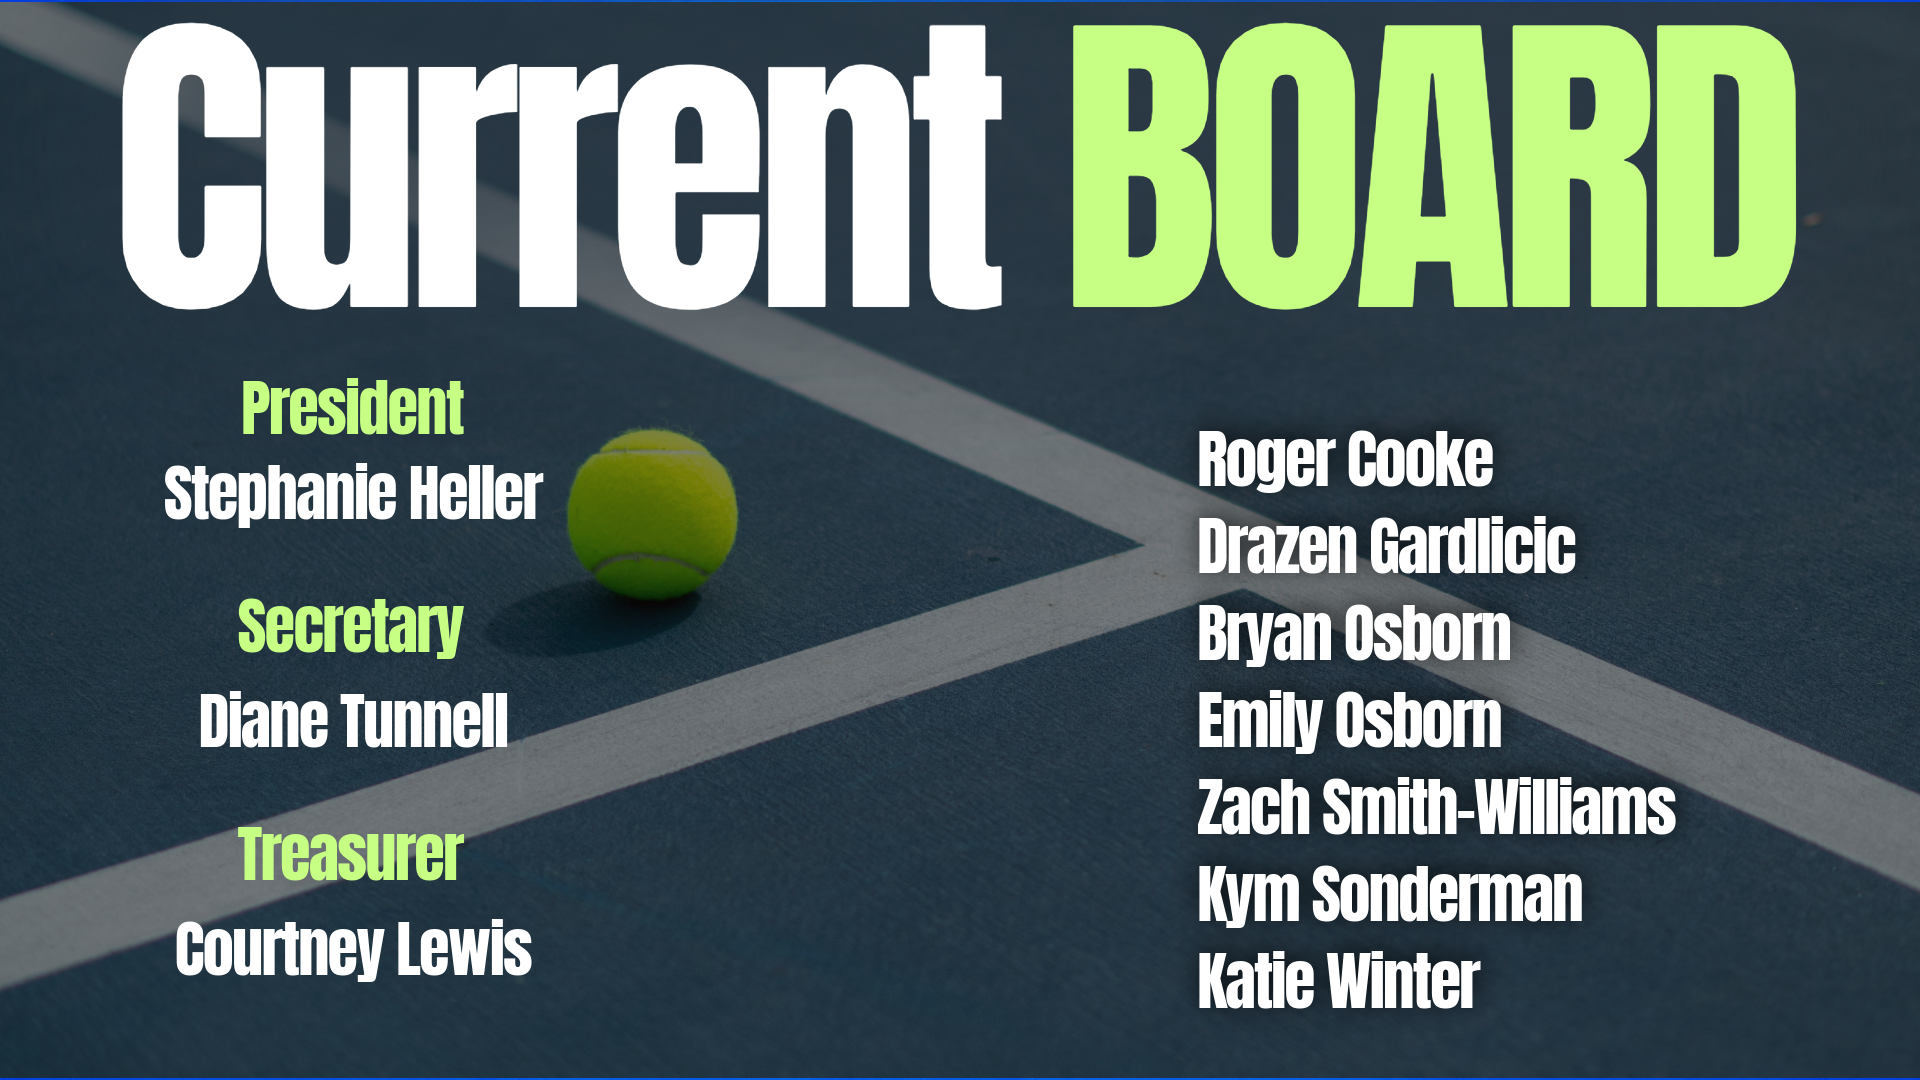 Current BOARD
President
Stephanie Heller
Secretary
Diane Tunnell
Treasurer
Courtney Lewis
Roger Cooke
Drazen Gardlicic
Bryan Osborn
Emily Osborn
Zach Smith-Williams
Kym Sonderman
Katie Winter